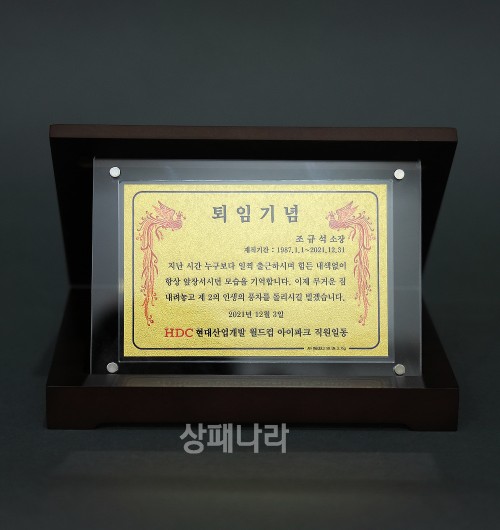 퇴임기념
조규석 소장
재직기간 : 1987.1.1~2021.12.31
지난 시간 누구보다 일찍 출근하시며 힘든 내색없이
항상 앞장서시던 모습을 기억합니다. 이제 무거운 짐
내려놓고 제 2의 인생의 풍차를 돌리시길 빌겠습니다.
2021년 12월 3일
HDC 현대산업개발 월드컵 아이파크 직원일동
상패나라